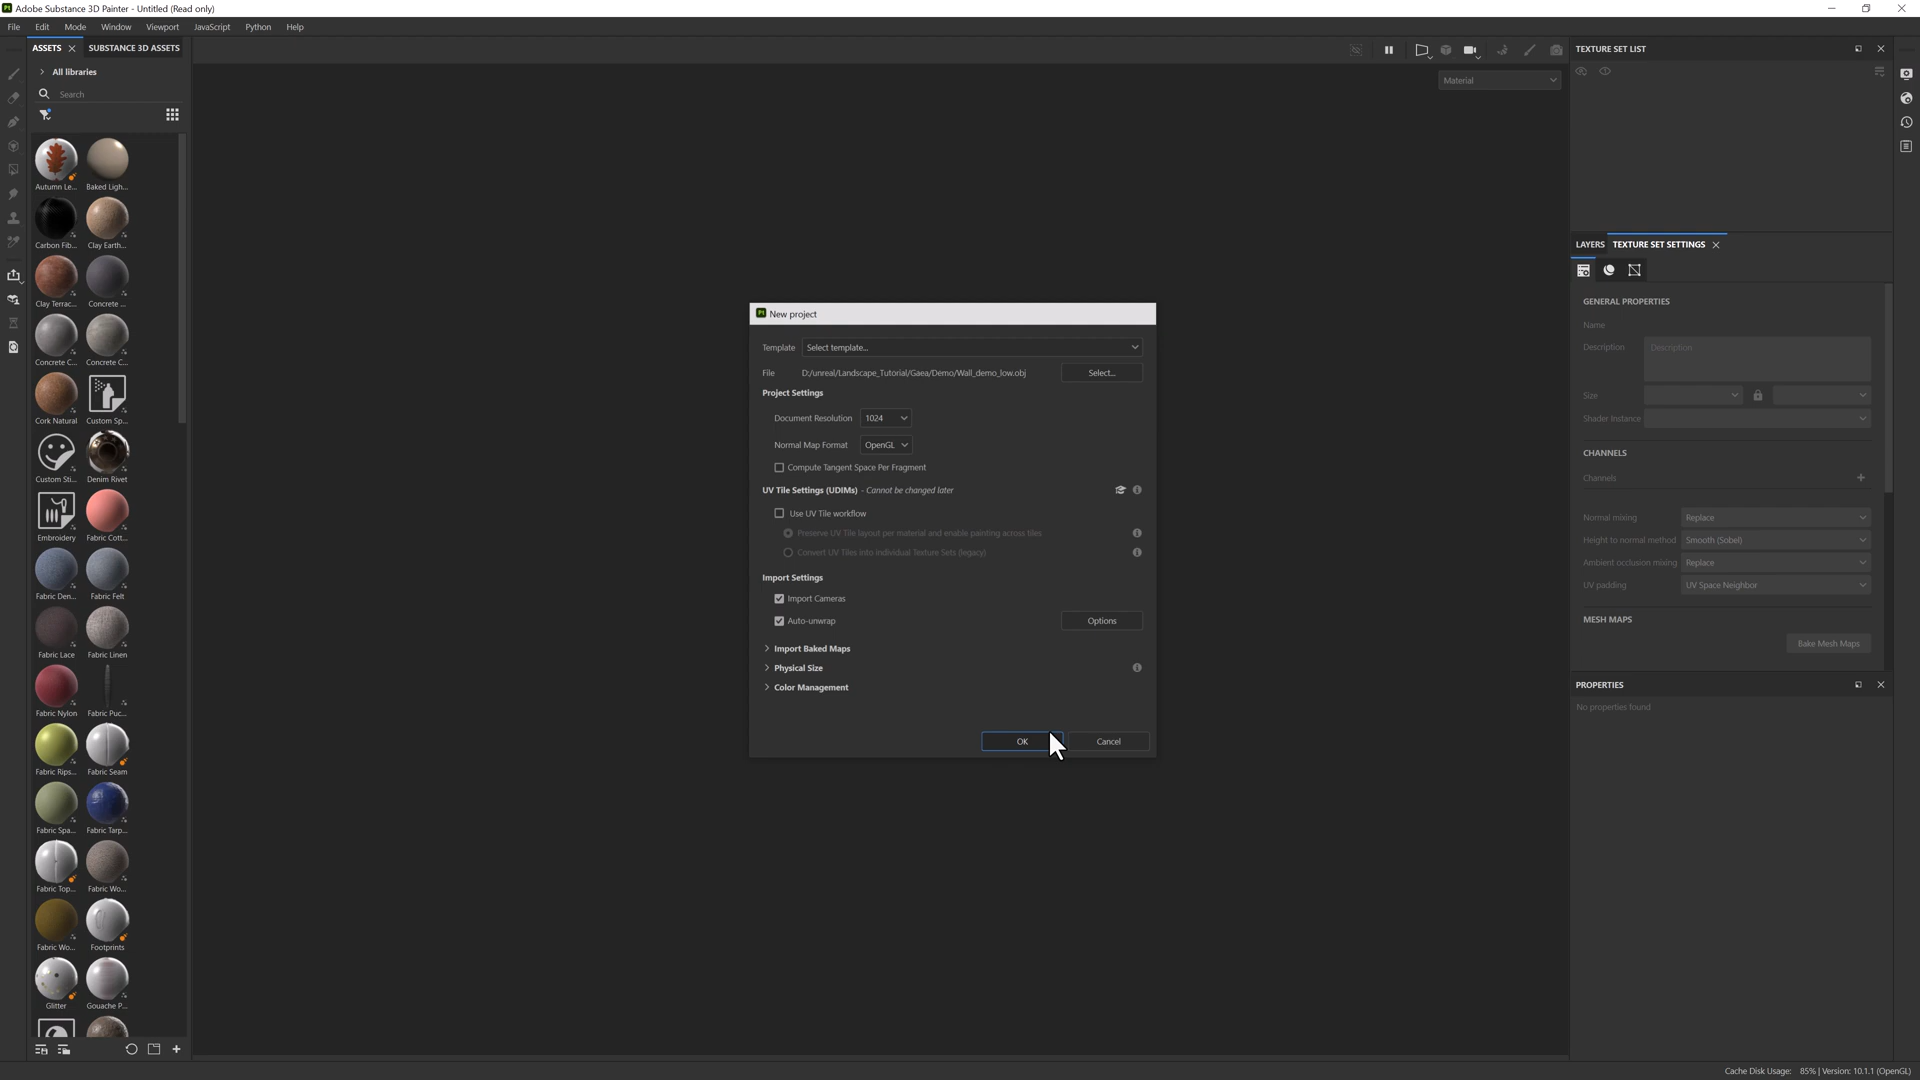 Adobe Substance 3D Painter - Untitled (Read only)
File Edit Mode Window Viewport JavaScript Python Help
ASSETS SUBSTANCE 3D ASSETS
All libraries
Search
Autumn Le... Baked Ligh...
Carbon Fib... Clay Earth...
Clay Terrac... Concrete ...
Concrete C... Concrete C...
Cork Natural Custom Sp...
Custom Sti... Denim Rivet
Embroidery Fabric Cott...
Fabric Den... Fabric Felt
Fabric Lace Fabric Linen
Fabric Nylon Fabric Puc...
Fabric Rips... Fabric Seam
Fabric Spa... Fabric Tarp...
Fabric Top... Fabric Wo...
Fabric Wo... Footprints
Glitter Gouache P...
Material
New project
Template Select template...
File D:/unreal/Landscape_Tutorial/Gaea/Demo/Wall_demo_low.obj Select...
Project Settings
Document Resolution 1024
Normal Map Format OpenGL
Compute Tangent Space Per Fragment
UV Tile Settings (UDIMs) - Cannot be changed later
Use UV Tile workflow
Preserve UV Tile layout per material and enable painting across tiles
Convert UV Tiles into individual Texture Sets (legacy)
Import Settings
Import Cameras
Auto-unwrap Options
Import Baked Maps
Physical Size
Color Management
OK Cancel
TEXTURE SET LIST
LAYERS TEXTURE SET SETTINGS
GENERAL PROPERTIES
Name
Description Description
Size
Shader Instance
CHANNELS
Channels
Normal mixing Replace
Height to normal method Smooth (Sobel)
Ambient occlusion mixing Replace
UV padding UV Space Neighbor
MESH MAPS
Bake Mesh Maps
PROPERTIES
No properties found
Cache Disk Usage: 85% | Version: 10.1.1 (OpenGL)